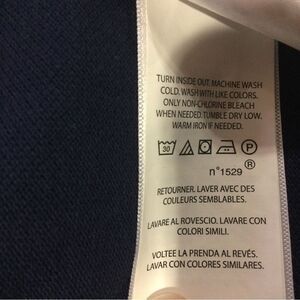 TURN INSIDE OUT. MACHINE WASH
COLD. WASH WITH LIKE COLORS.
ONLY NON-CHLORINE BLEACH
WHEN NEEDED. TUMBLE DRY LOW.
WARM IRON IF NEEDED.
30 P
n°1529 ®
RETOURNER. LAVER AVEC DES
COULEURS SEMBLABLES.
LAVARE AL ROVESCIO. LAVARE CON
COLORI SIMILI.
VOLTEE LA PRENDA AL REVÉS.
LAVAR CON COLORES SIMILARES.